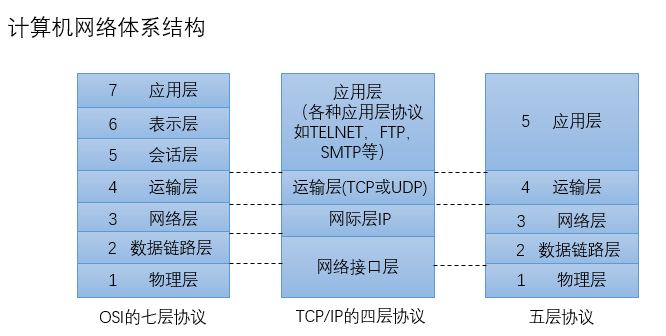 计算机网络体系结构
7 应用层
6 表示层
5 会话层
4 运输层
3 网络层
2 数据链路层
1 物理层
OSI的七层协议
应用层
（各种应用层协议
如TELNET，FTP，
SMTP等）
运输层(TCP或UDP)
网际层IP
网络接口层
TCP/IP的四层协议
5 应用层
4 运输层
3 网络层
2 数据链路层
1 物理层
五层协议